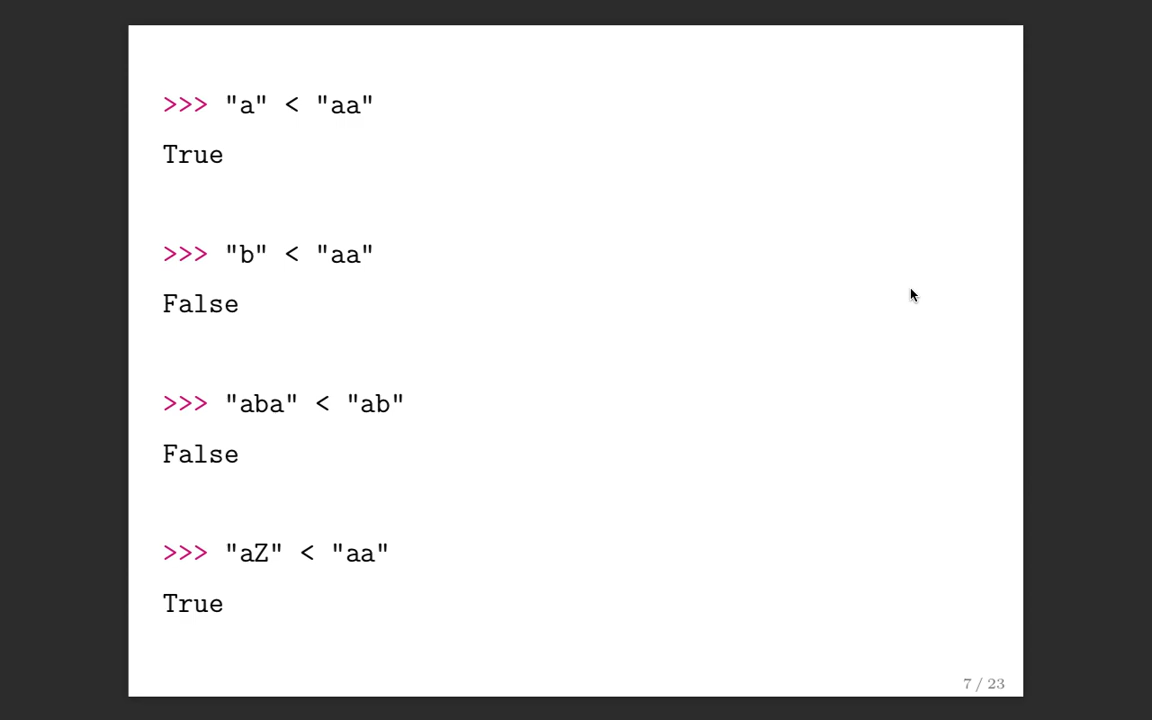 >>> "a" < "aa"
True
>>> "b" < "aa"
False
>>> "aba" < "ab"
False
>>> "aZ" < "aa"
True
7 / 23